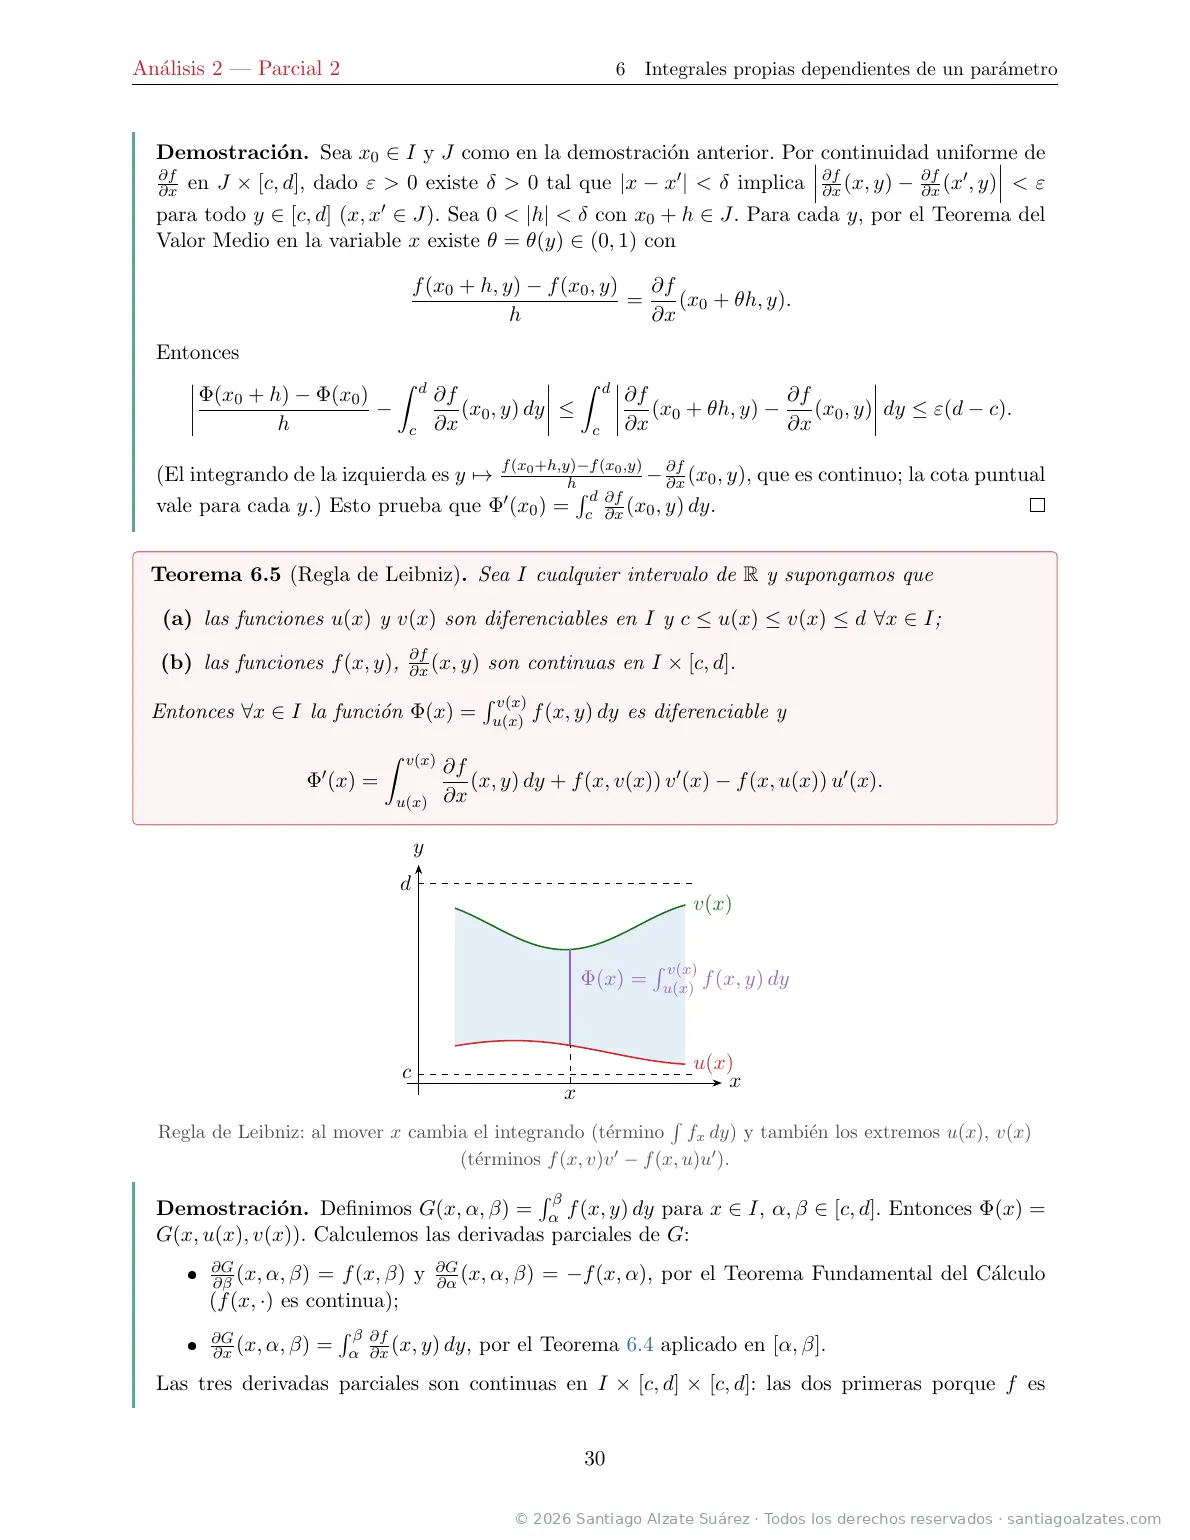 Análisis 2 — Parcial 2
6 Integrales propias dependientes de un parámetro
Demostración. Sea x₀ ∈ I y J como en la demostración anterior. Por continuidad uniforme de
∂f/∂x en J × [c, d], dado ε > 0 existe δ > 0 tal que |x − x′| < δ implica |∂f/∂x(x, y) − ∂f/∂x(x′, y)| < ε
para todo y ∈ [c, d] (x, x′ ∈ J). Sea 0 < |h| < δ con x₀ + h ∈ J. Para cada y, por el Teorema del
Valor Medio en la variable x existe θ = θ(y) ∈ (0, 1) con
(f(x₀ + h, y) − f(x₀, y))/h = ∂f/∂x(x₀ + θh, y).
Entonces
|(Φ(x₀ + h) − Φ(x₀))/h − ∫_c^d ∂f/∂x(x₀, y) dy| ≤ ∫_c^d |∂f/∂x(x₀ + θh, y) − ∂f/∂x(x₀, y)| dy ≤ ε(d − c).
(El integrando de la izquierda es y ↦ (f(x₀+h,y)−f(x₀,y))/h − ∂f/∂x(x₀, y), que es continuo; la cota puntual
vale para cada y.) Esto prueba que Φ′(x₀) = ∫_c^d ∂f/∂x(x₀, y) dy. □
Teorema 6.5 (Regla de Leibniz). Sea I cualquier intervalo de ℝ y supongamos que
(a) las funciones u(x) y v(x) son diferenciables en I y c ≤ u(x) ≤ v(x) ≤ d ∀x ∈ I;
(b) las funciones f(x, y), ∂f/∂x(x, y) son continuas en I × [c, d].
Entonces ∀x ∈ I la función Φ(x) = ∫_{u(x)}^{v(x)} f(x, y) dy es diferenciable y
Φ′(x) = ∫_{u(x)}^{v(x)} ∂f/∂x(x, y) dy + f(x, v(x)) v′(x) − f(x, u(x)) u′(x).
y
d
v(x)
Φ(x) = ∫_{u(x)}^{v(x)} f(x, y) dy
u(x)
c
x
x
Regla de Leibniz: al mover x cambia el integrando (término ∫ fₓ dy) y también los extremos u(x), v(x)
(términos f(x, v)v′ − f(x, u)u′).
Demostración. Definimos G(x, α, β) = ∫_α^β f(x, y) dy para x ∈ I, α, β ∈ [c, d]. Entonces Φ(x) =
G(x, u(x), v(x)). Calculemos las derivadas parciales de G:
• ∂G/∂β(x, α, β) = f(x, β) y ∂G/∂α(x, α, β) = −f(x, α), por el Teorema Fundamental del Cálculo
(f(x, ·) es continua);
• ∂G/∂x(x, α, β) = ∫_α^β ∂f/∂x(x, y) dy, por el Teorema 6.4 aplicado en [α, β].
Las tres derivadas parciales son continuas en I × [c, d] × [c, d]: las dos primeras porque f es
30
© 2026 Santiago Alzate Suárez · Todos los derechos reservados · santiagoalzates.com